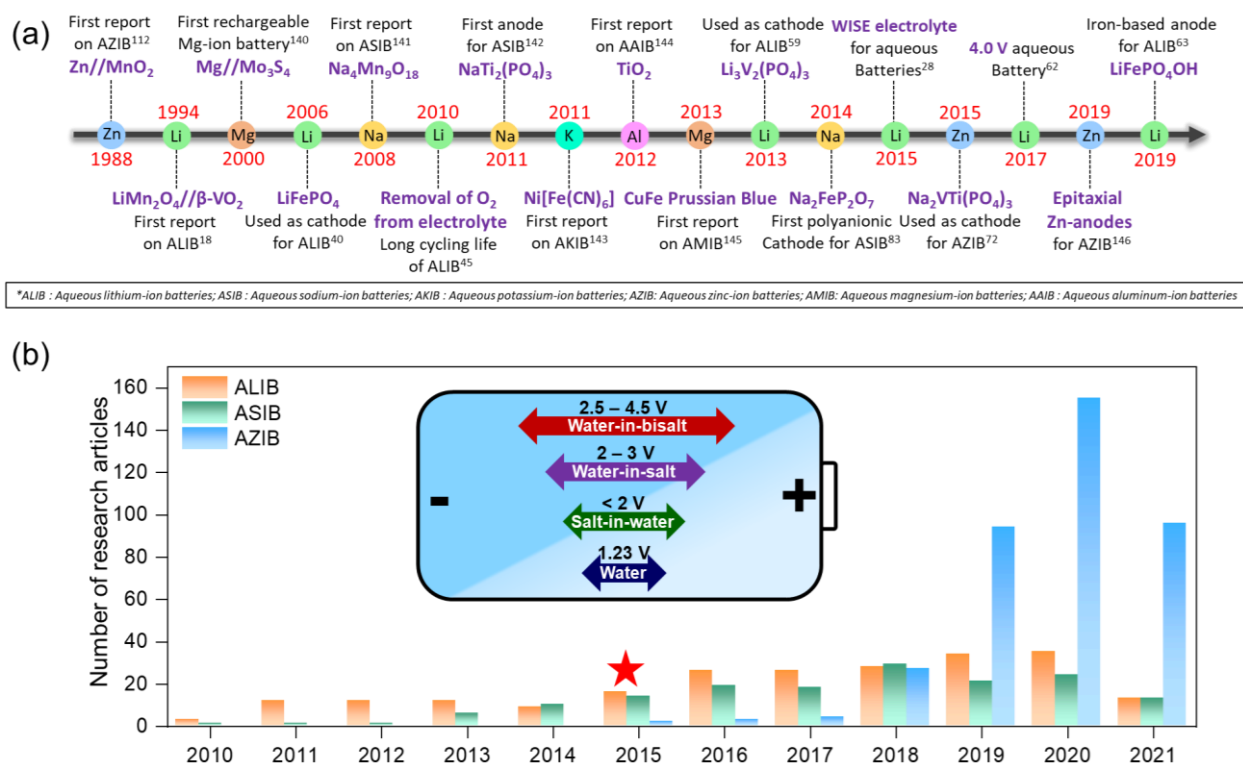 (a)
First report
on AZIB¹¹²
Zn//MnO₂
First rechargeable
Mg-ion battery¹⁴⁰
Mg//Mo₃S₄
First report
on ASIB¹⁴¹
Na₄Mn₉O₁₈
First anode
for ASIB¹⁴²
NaTi₂(PO₄)₃
First report
on AAIB¹⁴⁴
TiO₂
Used as cathode
for ALIB⁵⁹
Li₃V₂(PO₄)₃
WISE electrolyte
for aqueous
Batteries²⁸
4.0 V aqueous
Battery⁶²
Iron-based anode
for ALIB⁶³
LiFePO₄OH
1994 2006 2010 2011 2013 2014 2015 2019
Zn Li Mg Li Na Li Na K Al Mg Li Na Li Zn Li Zn Li
1988 2000 2008 2011 2012 2013 2015 2017 2019
LiMn₂O₄//β-VO₂
First report
on ALIB¹⁸
LiFePO₄
Used as cathode
for ALIB⁴⁰
Removal of O₂
from electrolyte
Long cycling life
of ALIB⁴⁵
Ni[Fe(CN)₆]
First report
on AKIB¹⁴³
CuFe Prussian Blue
First report
on AMIB¹⁴⁵
Na₂FeP₂O₇
First polyanionic
Cathode for ASIB⁸³
Na₂VTi(PO₄)₃
Used as cathode
for AZIB⁷²
Epitaxial
Zn-anodes
for AZIB¹⁴⁶
*ALIB : Aqueous lithium-ion batteries; ASIB : Aqueous sodium-ion batteries; AKIB : Aqueous potassium-ion batteries; AZIB: Aqueous zinc-ion batteries; AMIB: Aqueous magnesium-ion batteries; AAIB : Aqueous aluminum-ion batteries
(b)
Number of research articles
160
140
120
100
80
60
40
20
0
ALIB
ASIB
AZIB
2.5 – 4.5 V
Water-in-bisalt
2 – 3 V
Water-in-salt
< 2 V
Salt-in-water
1.23 V
Water
-
+
2010 2011 2012 2013 2014 2015 2016 2017 2018 2019 2020 2021